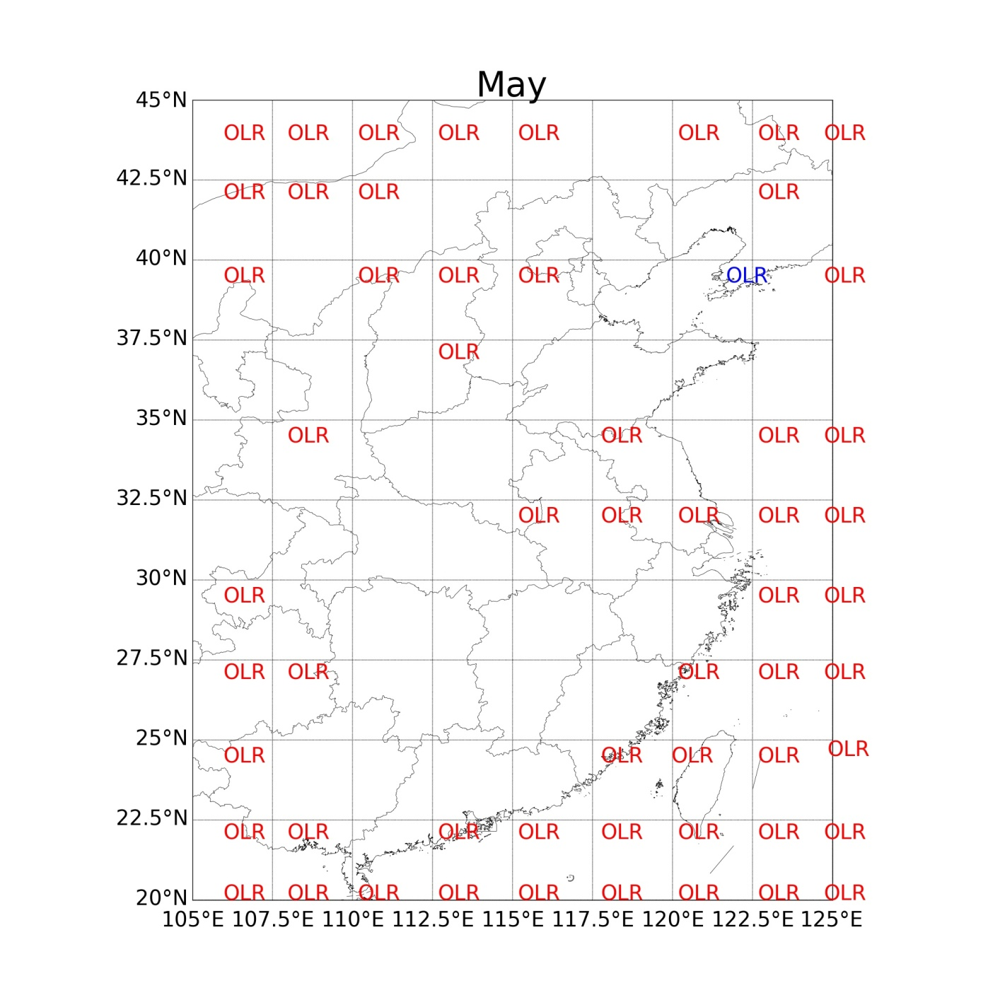 May
45°N
OLR OLR OLR OLR OLR OLR OLR OLR
42.5°N
OLR OLR OLR OLR
40°N
OLR OLR OLR OLR OLR OLR
37.5°N
OLR
35°N
OLR OLR OLR OLR
32.5°N
OLR OLR OLR OLR OLR
30°N
OLR OLR OLR
27.5°N
OLR OLR OLR OLR OLR
25°N
OLR OLR OLR OLR OLR
22.5°N
OLR OLR OLR OLR OLR OLR OLR OLR
20°N OLR OLR OLR OLR OLR OLR OLR OLR OLR
105°E 107.5°E 110°E 112.5°E 115°E 117.5°E 120°E 122.5°E 125°E